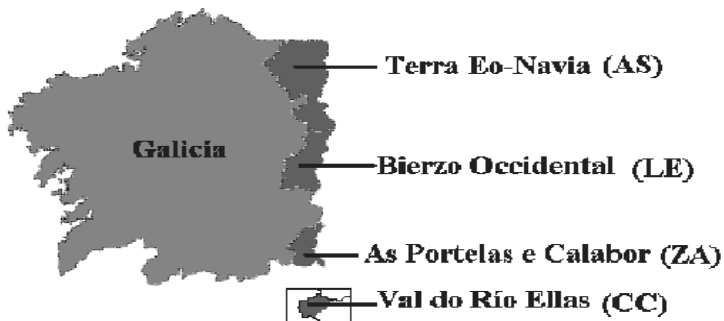 Terra Eo-Navia (AS)
Galicia
Bierzo Occidental (LE)
As Portelas e Calabor (ZA)
Val do Río Ellas (CC)